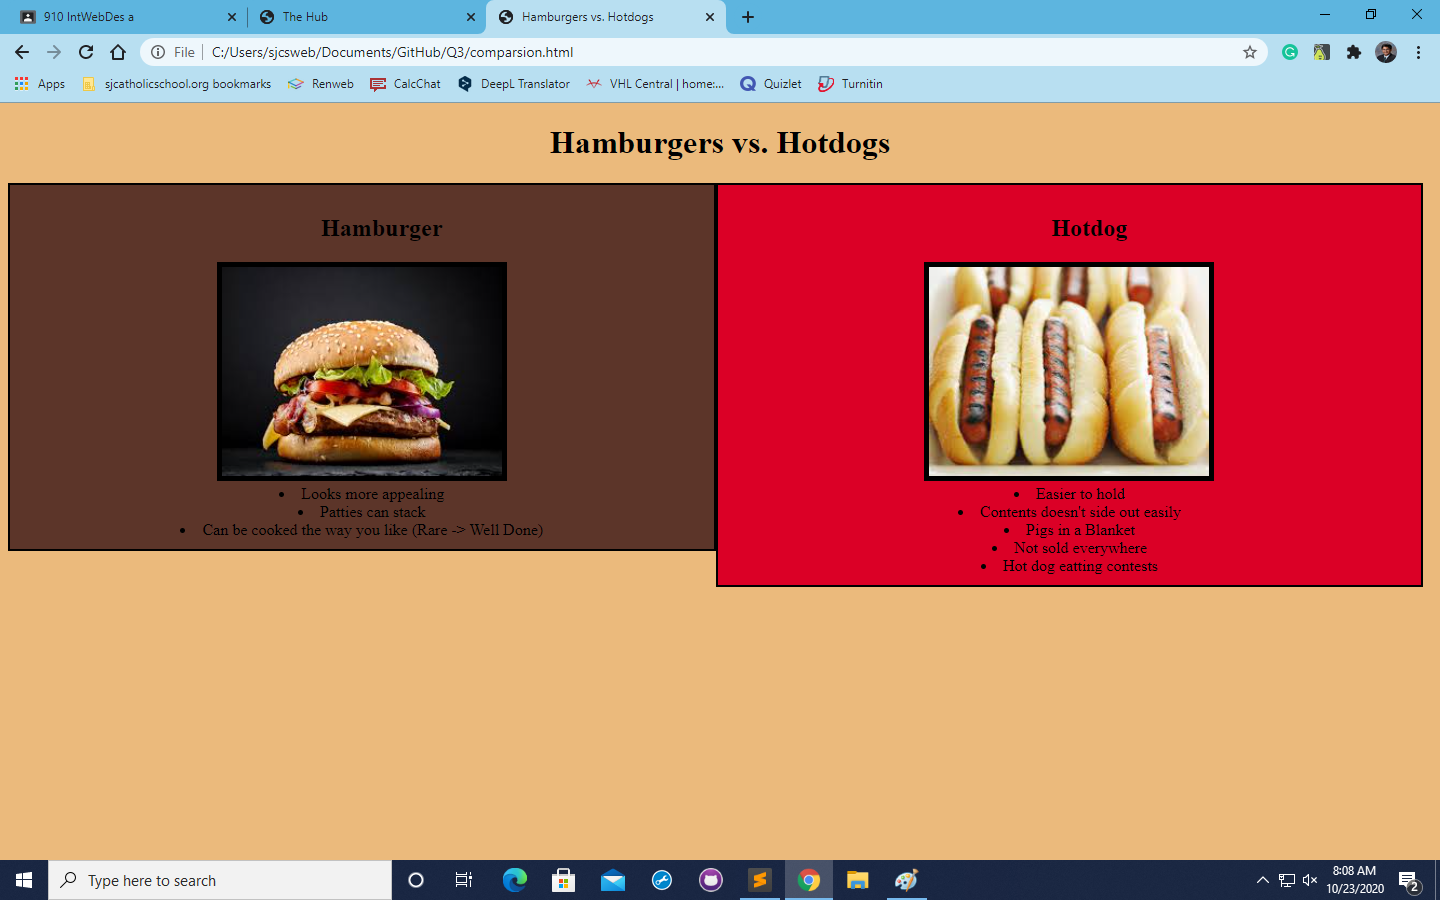 910 IntWebDes a
The Hub
Hamburgers vs. Hotdogs
File C:/Users/sjcsweb/Documents/GitHub/Q3/comparsion.html
Apps sjcatholicschool.org bookmarks Renweb CalcChat DeepL Translator VHL Central | home:... Quizlet Turnitin
Hamburgers vs. Hotdogs
Hamburger
Looks more appealing
Patties can stack
Can be cooked the way you like (Rare -> Well Done)
Hotdog
Easier to hold
Contents doesn't side out easily
Pigs in a Blanket
Not sold everywhere
Hot dog eatting contests
Type here to search
8:08 AM
10/23/2020
2